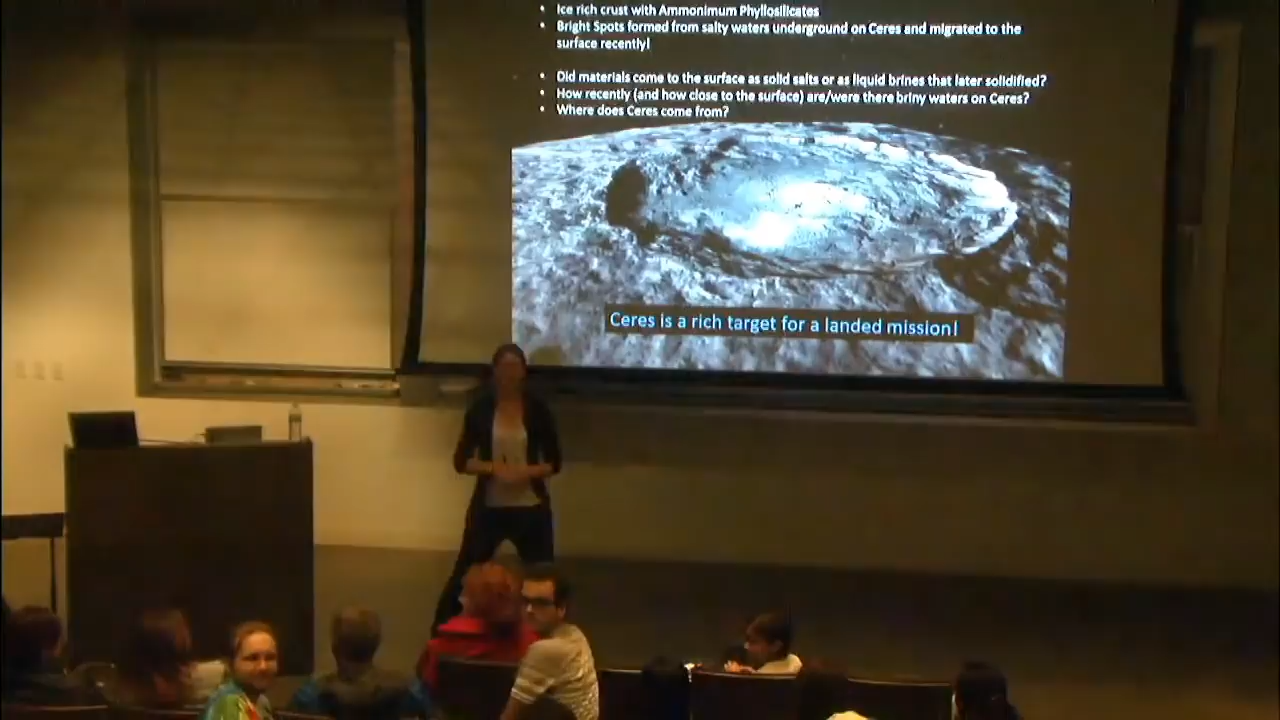 • Ice rich crust with Ammonimum Phyllosilicates
• Bright Spots formed from salty waters underground on Ceres and migrated to the
surface recently!
• Did materials come to the surface as solid salts or as liquid brines that later solidified?
• How recently (and how close to the surface) are/were there briny waters on Ceres?
• Where does Ceres come from?
Ceres is a rich target for a landed mission!